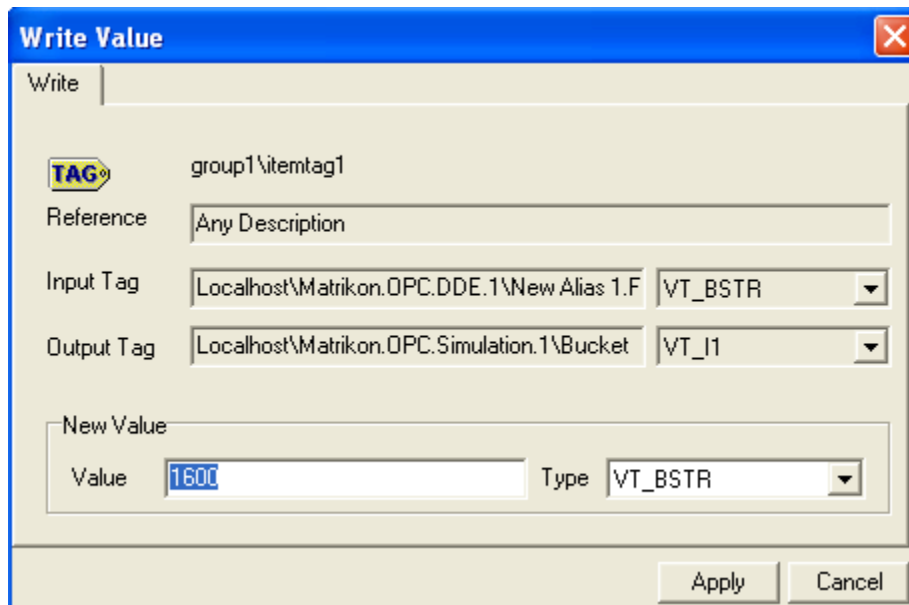 Write Value
Write
TAG
group1\itemtag1
Reference
Any Description
Input Tag
Localhost\Matrikon.OPC.DDE.1\New Alias 1.F
VT_BSTR
Output Tag
Localhost\Matrikon.OPC.Simulation.1\Bucket
VT_I1
New Value
Value
1600
Type
VT_BSTR
Apply
Cancel